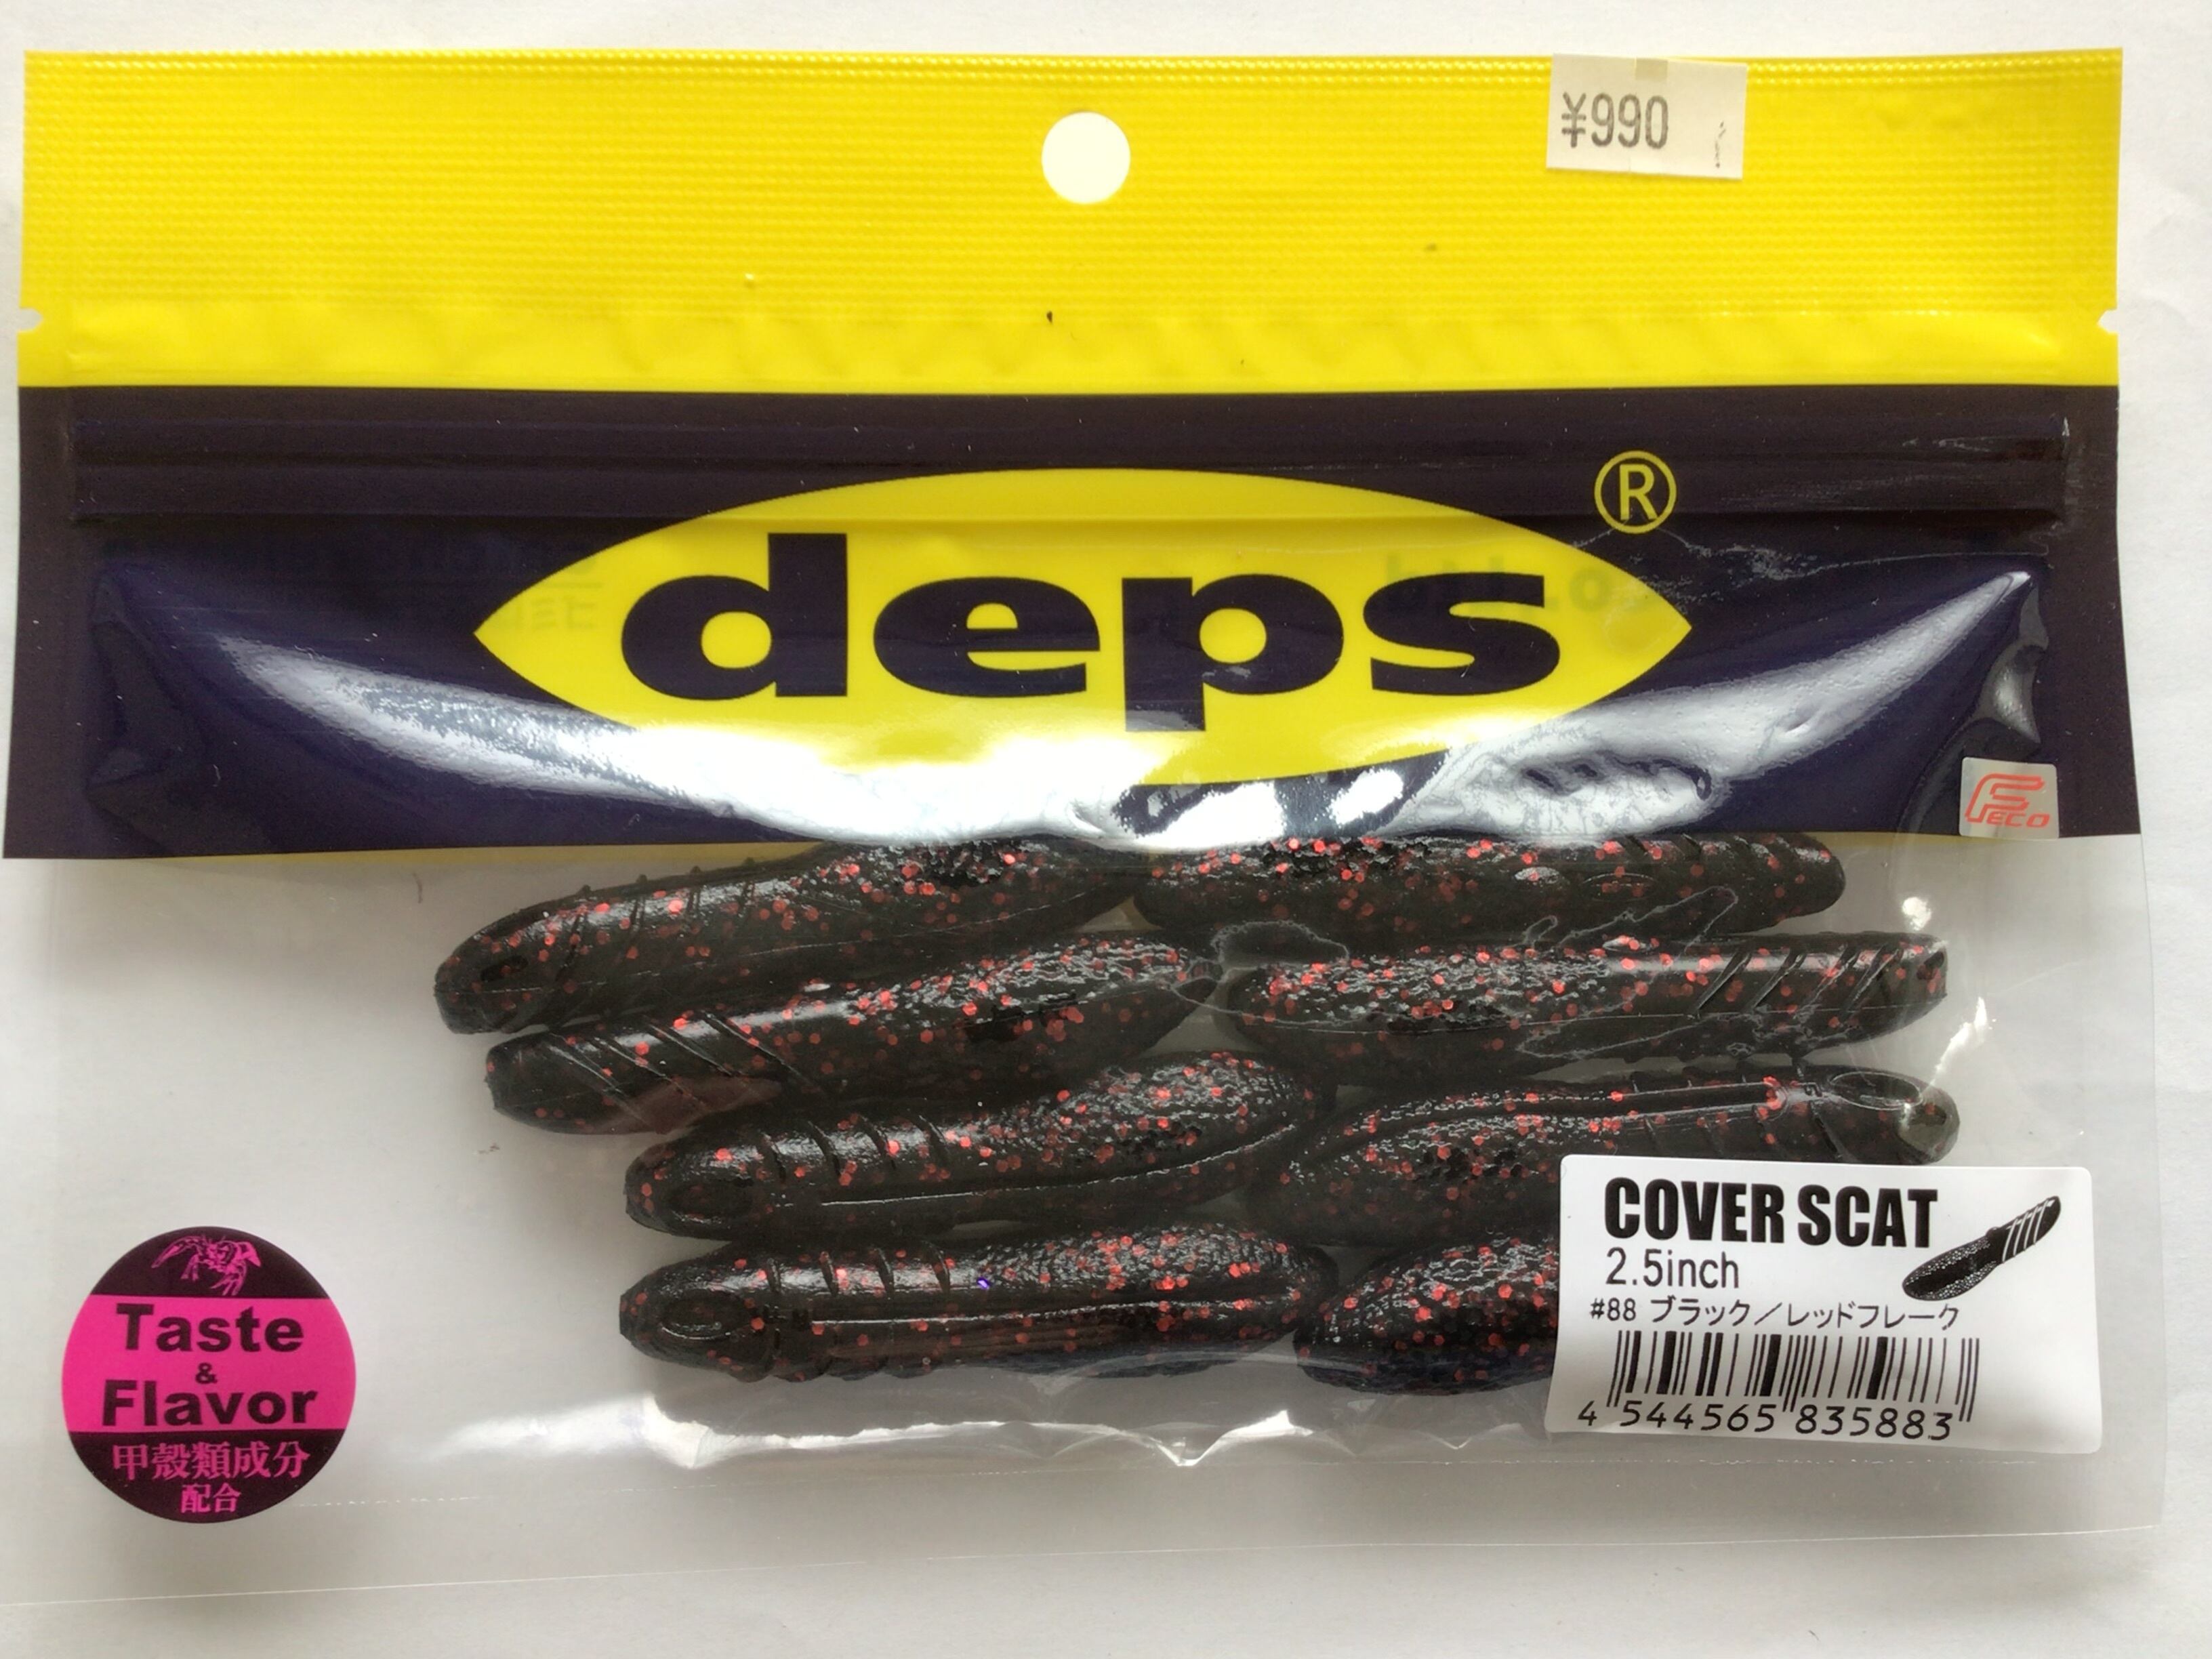 ¥990
deps®
Feco
COVER SCAT
2.5inch
#88 ブラック／レッドフレーク
4 544565 835883
Taste
&
Flavor
甲殻類成分
配合